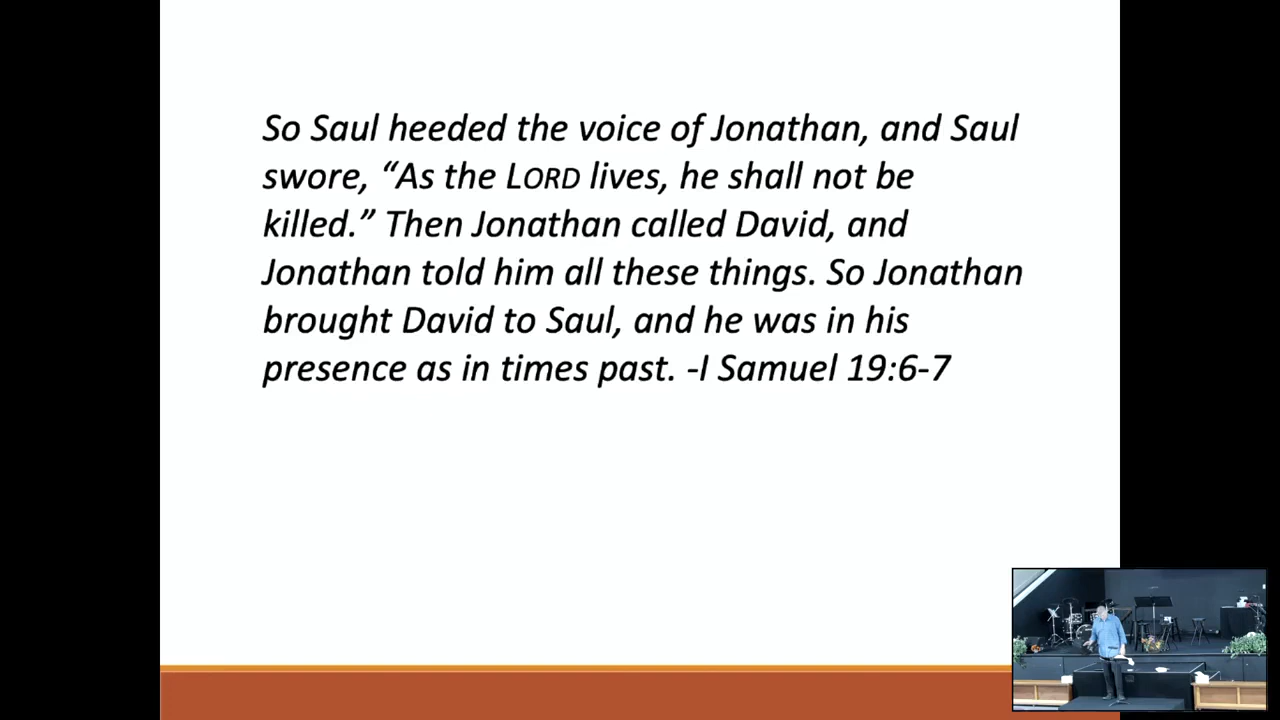 So Saul heeded the voice of Jonathan, and Saul
swore, “As the LORD lives, he shall not be
killed.” Then Jonathan called David, and
Jonathan told him all these things. So Jonathan
brought David to Saul, and he was in his
presence as in times past. -I Samuel 19:6-7